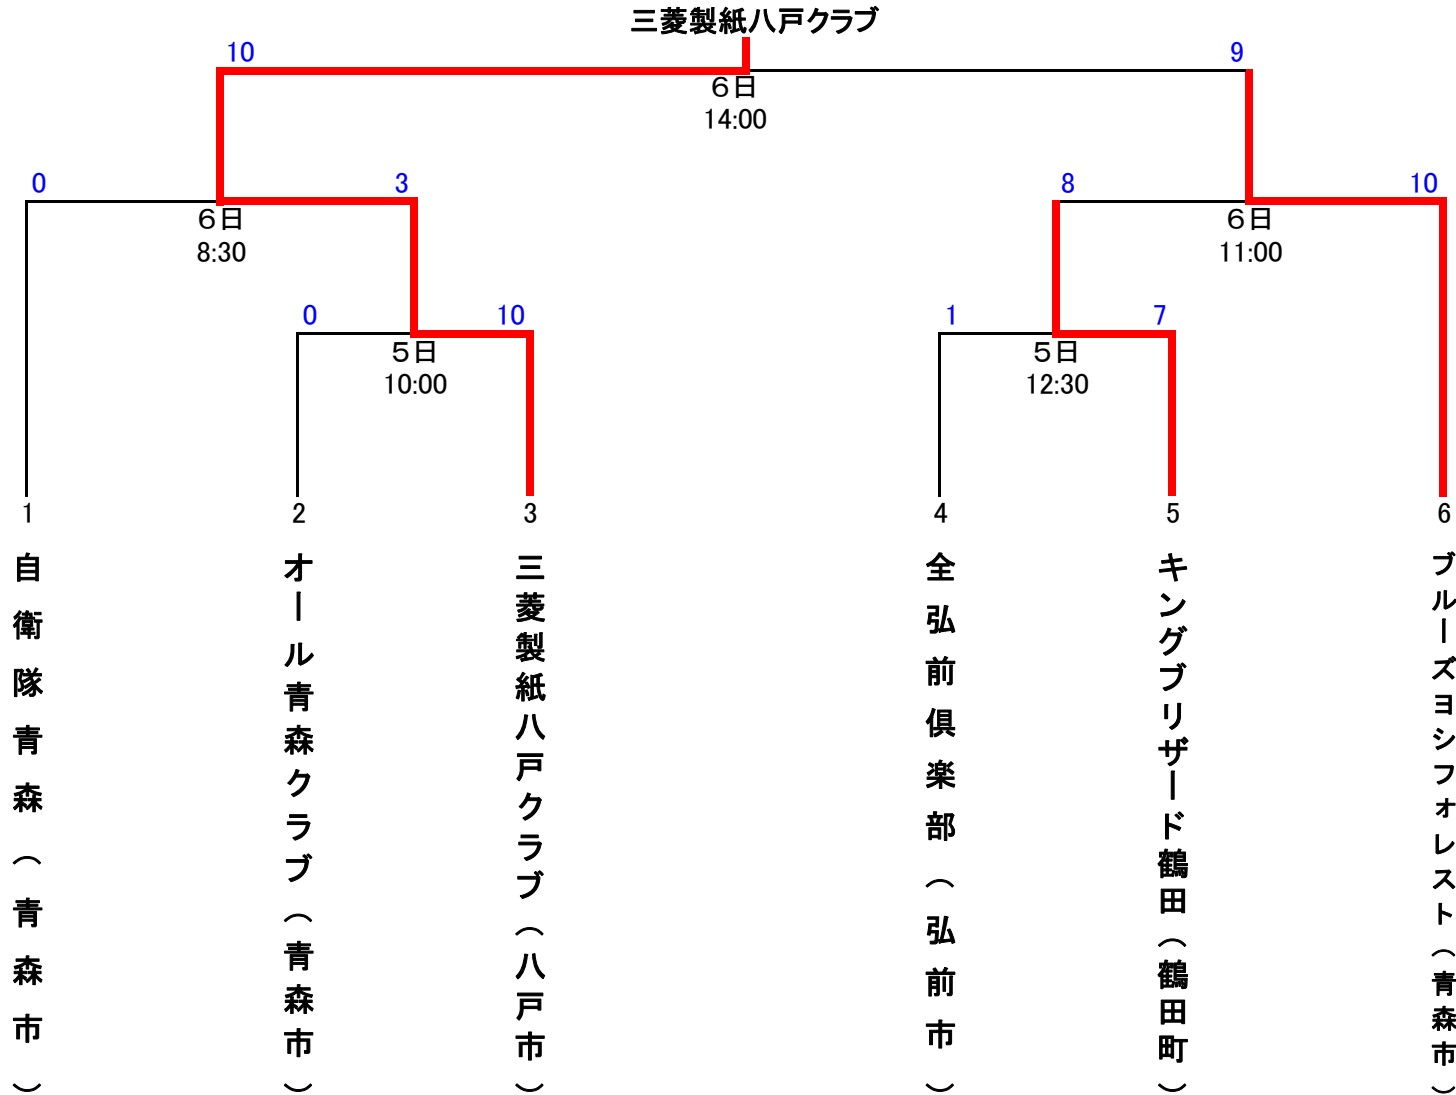 三菱製紙八戸クラブ
10
9
6日
14:00
0
3
8
10
6日
8:30
6日
11:00
0
10
1
7
5日
10:00
5日
12:30
1
2
3
4
5
6
自衛隊青森(青森市)
オール青森クラブ(青森市)
三菱製紙八戸クラブ(八戸市)
全弘前倶楽部(弘前市)
キングブリザード鶴田(鶴田町)
ブルーズヨシフォレスト(青森市)